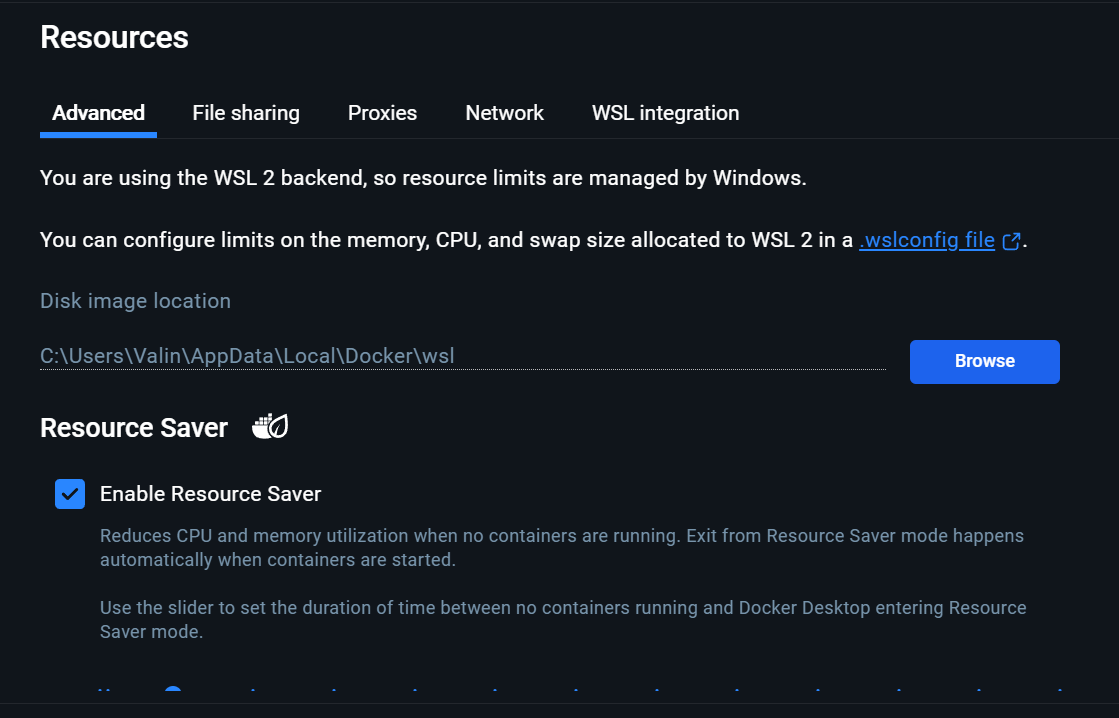 Resources
Advanced File sharing Proxies Network WSL integration
You are using the WSL 2 backend, so resource limits are managed by Windows.
You can configure limits on the memory, CPU, and swap size allocated to WSL 2 in a .wslconfig file.
Disk image location
C:\Users\Valin\AppData\Local\Docker\wsl
Browse
Resource Saver
Enable Resource Saver
Reduces CPU and memory utilization when no containers are running. Exit from Resource Saver mode happens
automatically when containers are started.
Use the slider to set the duration of time between no containers running and Docker Desktop entering Resource
Saver mode.